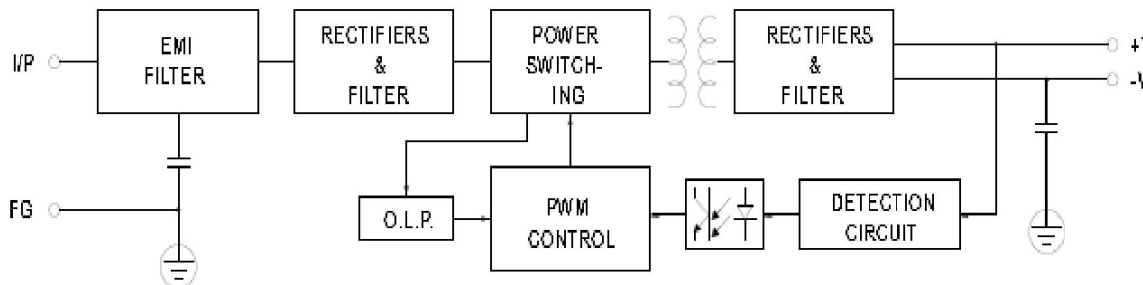 I/P
EMI
FILTER
RECTIFIERS
&
FILTER
POWER
SWITCH-
ING
RECTIFIERS
&
FILTER
FG
O.L.P.
PWM
CONTROL
DETECTION
CIRCUIT